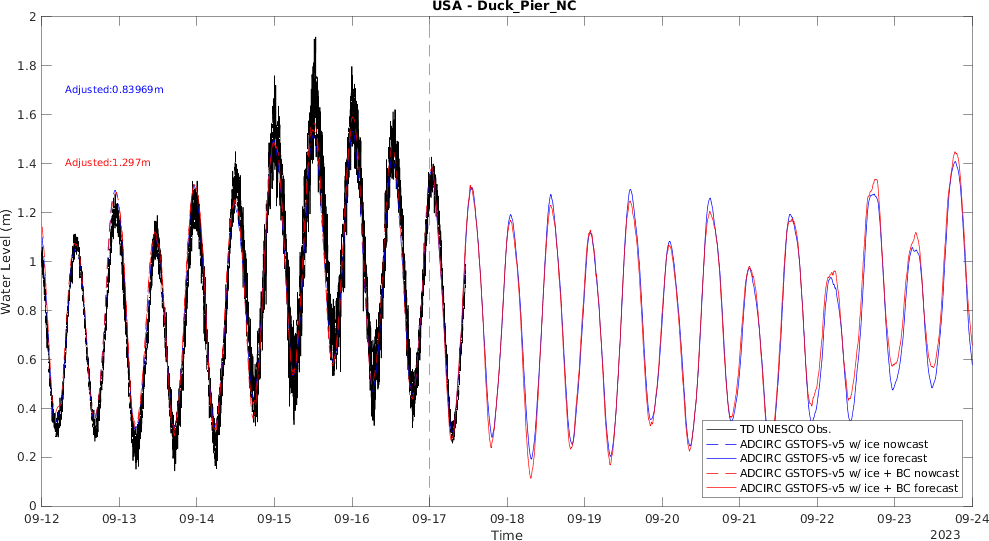 USA - Duck_Pier_NC
2
1.8
1.6
1.4
1.2
1
0.8
0.6
0.4
0.2
0
Water Level (m)
Adjusted:0.83969m
Adjusted:1.297m
TD UNESCO Obs.
ADCIRC GSTOFS-v5 w/ ice nowcast
ADCIRC GSTOFS-v5 w/ ice forecast
ADCIRC GSTOFS-v5 w/ ice + BC nowcast
ADCIRC GSTOFS-v5 w/ ice + BC forecast
09-12 09-13 09-14 09-15 09-16 09-17 09-18 09-19 09-20 09-21 09-22 09-23 09-24
Time
2023